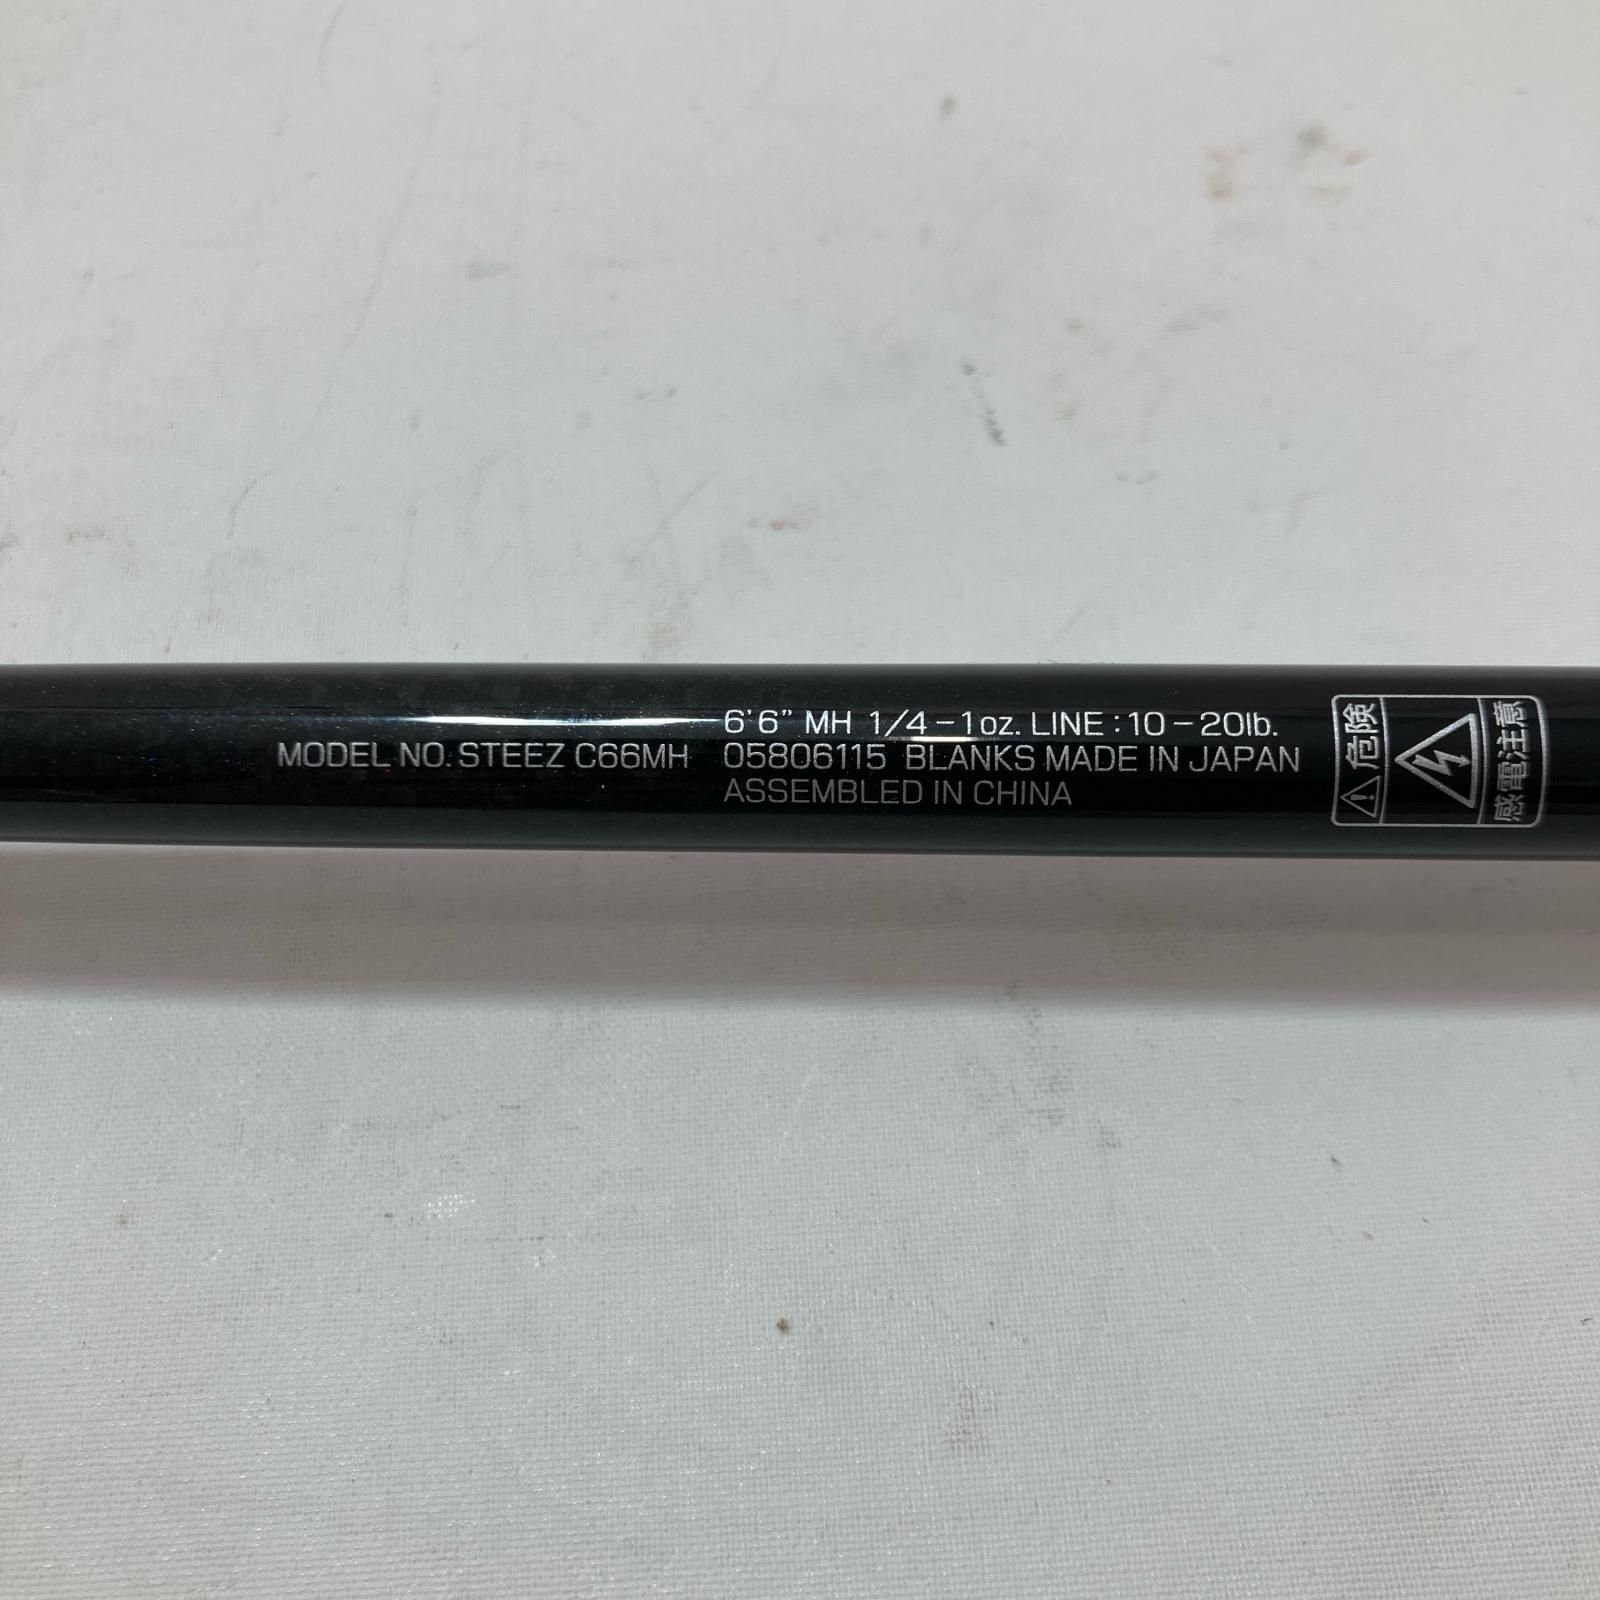 6'6" MH 1/4-1oz. LINE:10-20lb.
MODEL NO. STEEZ C66MH 05806115 BLANKS MADE IN JAPAN
ASSEMBLED IN CHINA
危険
感電注意